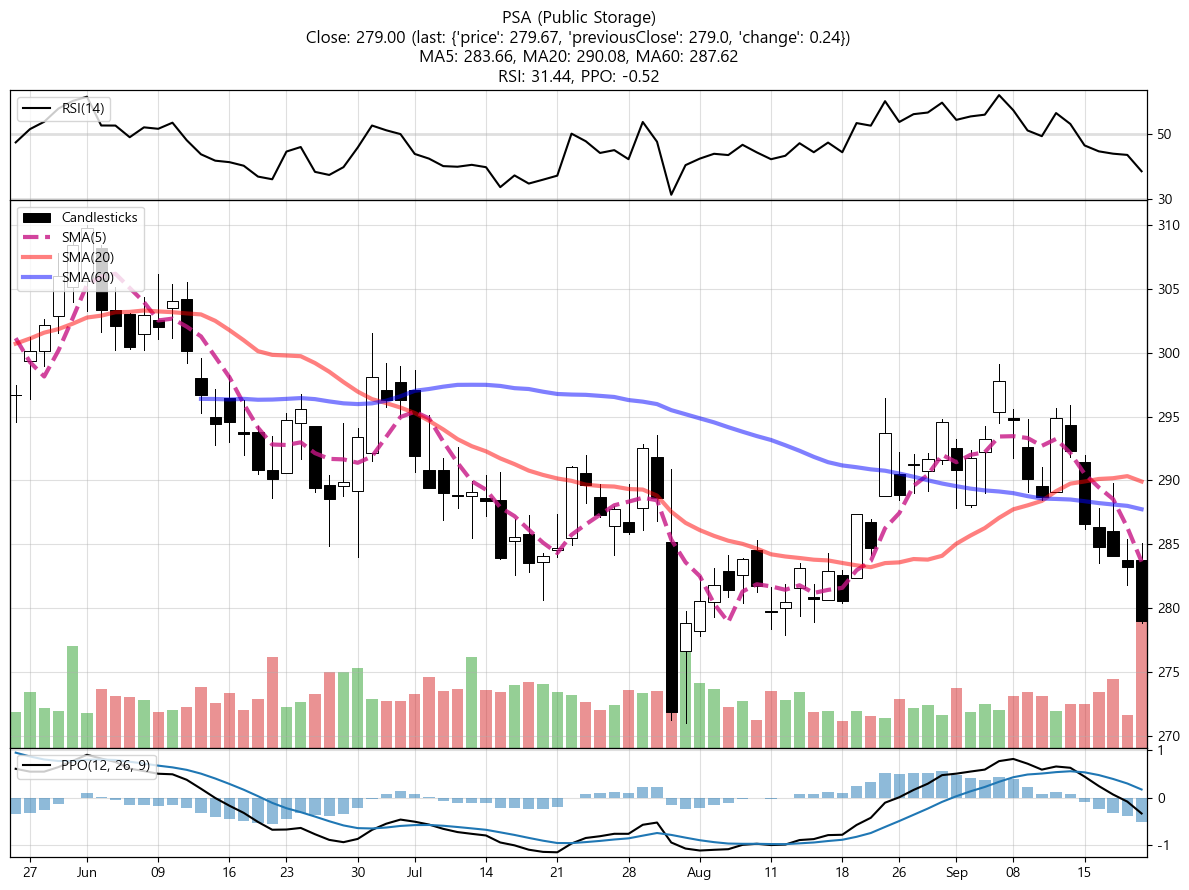 PSA (Public Storage)
Close: 279.00 (last: {'price': 279.67, 'previousClose': 279.0, 'change': 0.24})
MA5: 283.66, MA20: 290.08, MA60: 287.62
RSI: 31.44, PPO: -0.52
RSI(14)
50
30
Candlesticks
SMA(5)
SMA(20)
SMA(60)
310
305
300
295
290
285
280
275
270
PPO(12, 26, 9)
1
0
-1
27 Jun 09 16 23 30 Jul 14 21 28 Aug 11 18 26 Sep 08 15